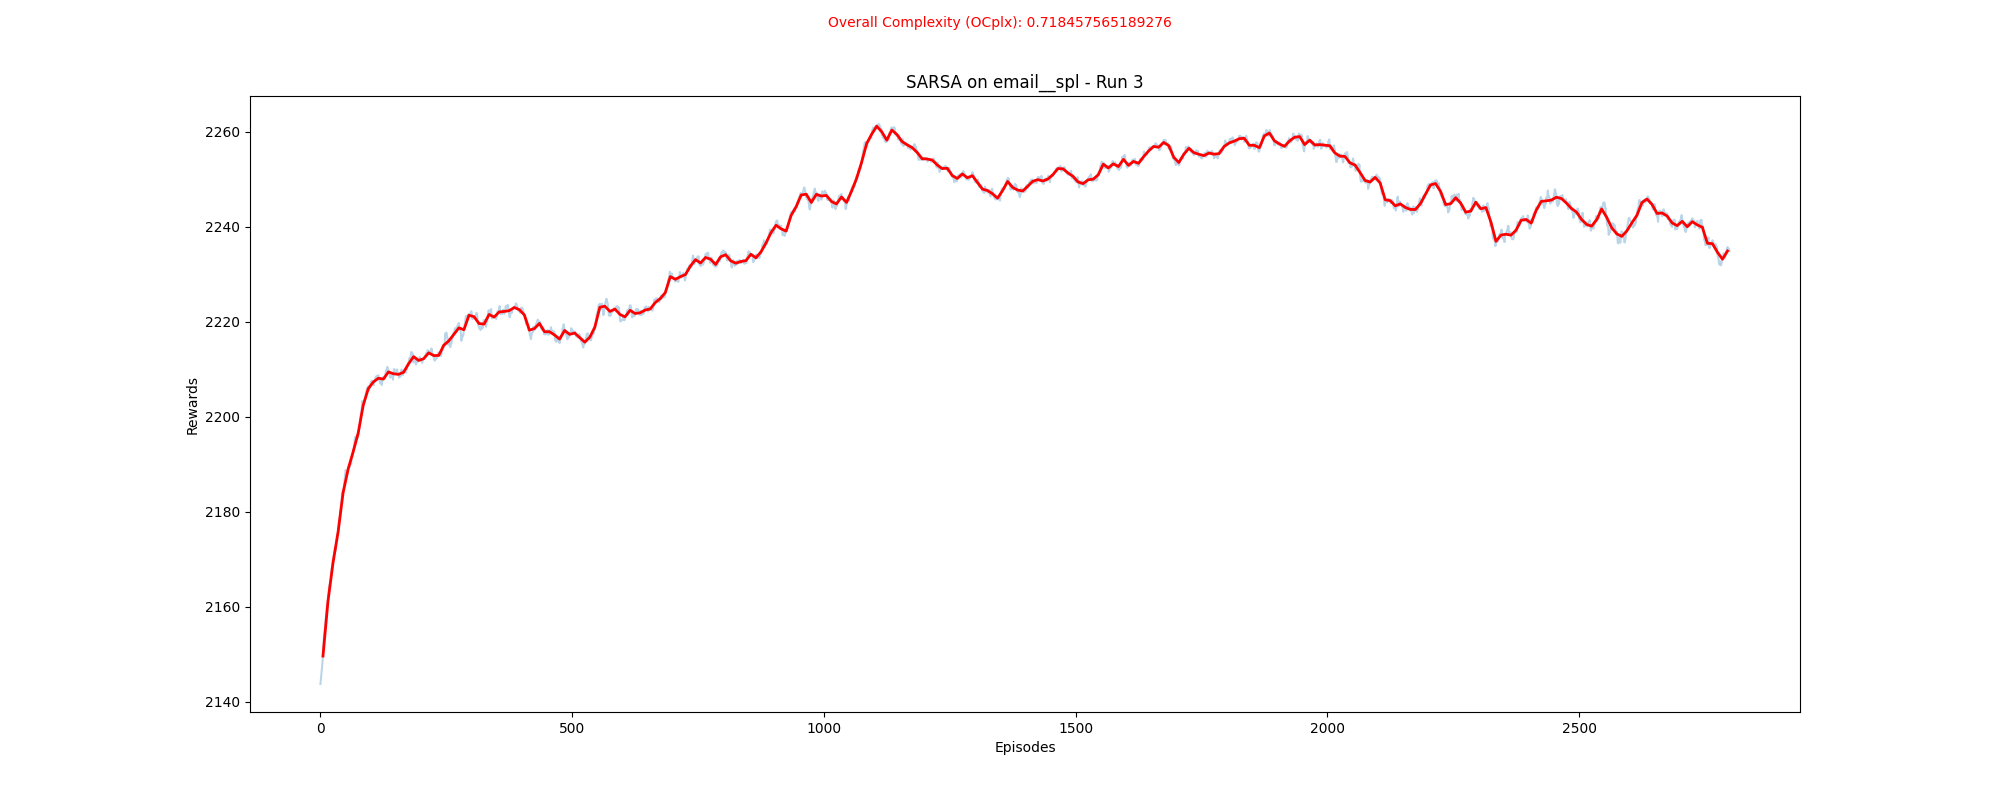 Overall Complexity (OCplx): 0.718457565189276
SARSA on email__spl - Run 3
2260
2240
2220
2200
2180
2160
2140
Rewards
0 500 1000 1500 2000 2500
Episodes